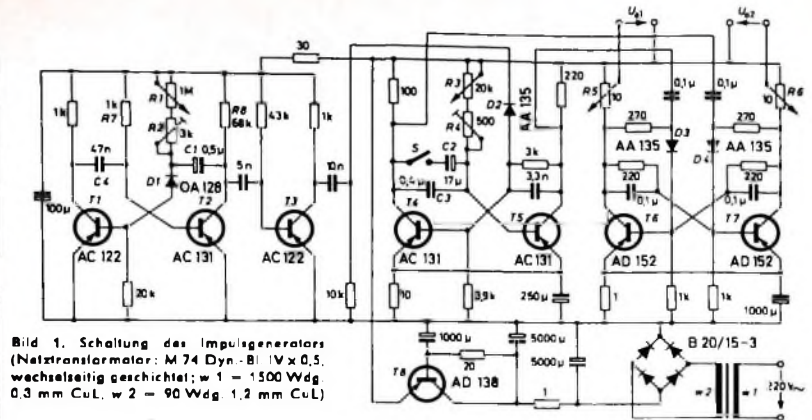 Ue1
Ue2
30
1k
1k
R7
R1
1M
R2
3k
R8
68k
43k
1k
100
R3
20k
R4
500
D2
AA 135
220
R5
10
0,1µ
0,1µ
R6
10
47n
C4
C1 0,5µ
5n
10n
S
C2
3k
270
AA 135
D3
D4
270
AA 135
D1
OA 128
0,4µ
17µ
C3
3,3n
220
220
100µ
T1
T2
T3
T4
T5
0,1µ
T6
0,1µ
T7
AC 122
AC 131
AC 122
AC 131
AC 131
AD 152
AD 152
20k
10k
10
3,9k
250µ
1
1k
1k
1000µ
1000µ
5000µ
5000µ
B 20/15-3
T8
20
AD 138
1
w2
w1
220V~
Bild 1. Schaltung des Impulsgenerators
(Netztransformator: M 74 Dyn.-Bl. IV x 0,5,
wechselseitig geschichtet; w 1 = 1500 Wdg.
0,3 mm CuL, w 2 = 90 Wdg. 1,2 mm CuL)